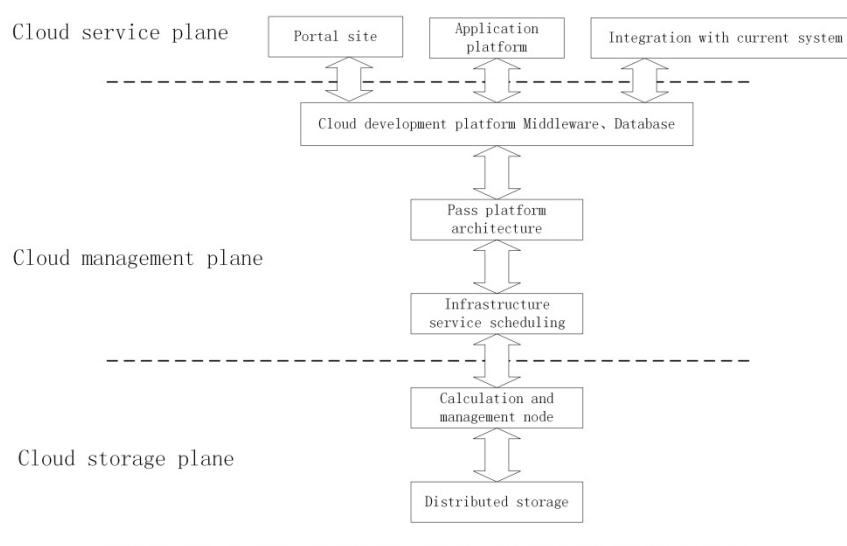 Cloud service plane
Portal site
Application
platform
Integration with current system
Cloud development platform Middleware、Database
Pass platform
architecture
Cloud management plane
Infrastructure
service scheduling
Calculation and
management node
Cloud storage plane
Distributed storage